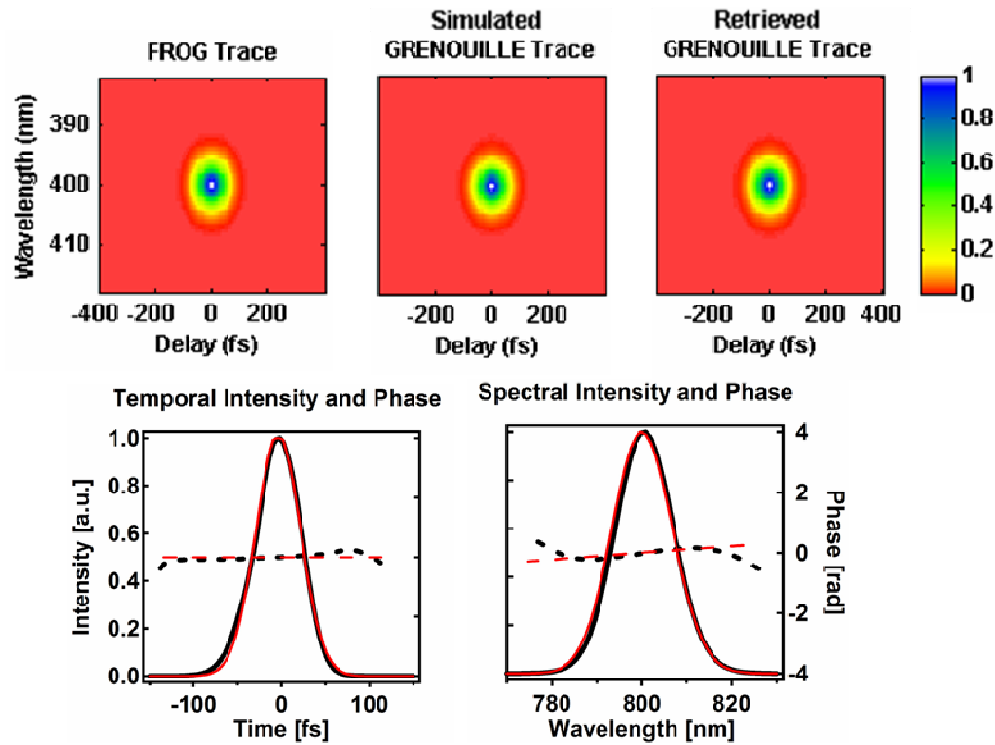 FROG Trace
Simulated
GRENOUILLE Trace
Retrieved
GRENOUILLE Trace
Wavelength (nm)
390
400
410
-400 -200 0 200
Delay (fs)
-200 0 200
Delay (fs)
-200 0 200 400
Delay (fs)
1
0.8
0.6
0.4
0.2
0
Temporal Intensity and Phase
Intensity [a.u.]
1.0
0.8
0.6
0.4
0.2
0.0
-100 0 100
Time [fs]
Spectral Intensity and Phase
4
2
0
-2
-4
Phase [rad]
780 800 820
Wavelength [nm]